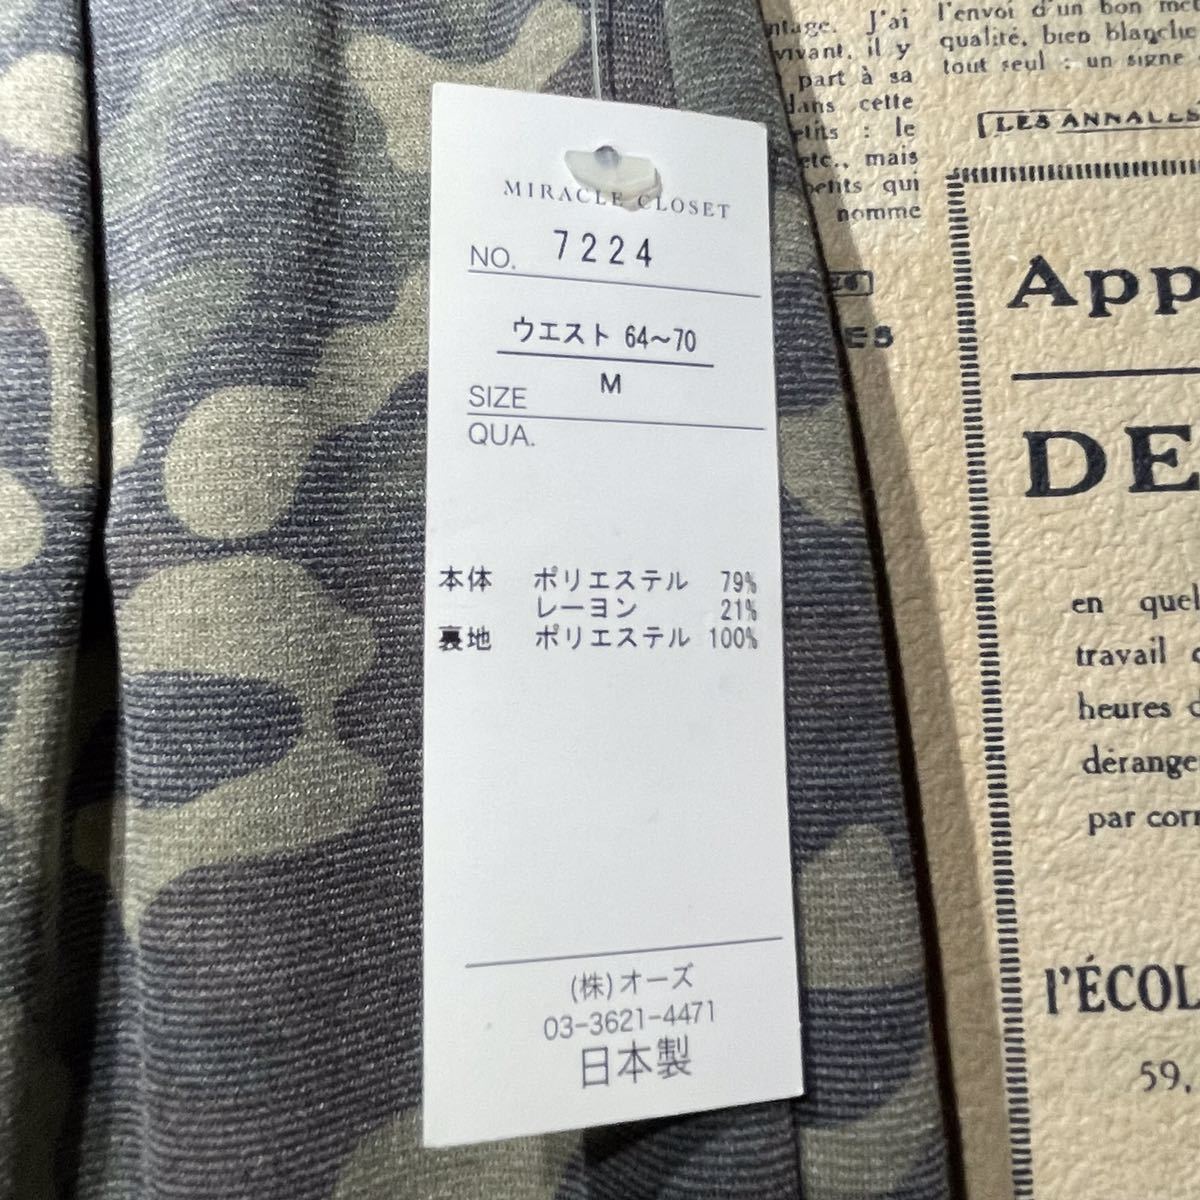 MIRACLE CLOSET
NO. 7224
ウエスト 64〜70
SIZE M
QUA.
本体 ポリエステル 79%
レーヨン 21%
裏地 ポリエステル 100%
(株)オーズ
03-3621-4471
日本製
J'ai
vivant, il y
part à sa
dans cette
: le
etc., mais
qui
nomme
l'envoi d'un bon
qualité, bien blanche
tout seul : un signe
LES ANNALES
App
DE
en quel
travail
heures
dérange
par corr
l'ÉCOL
59,